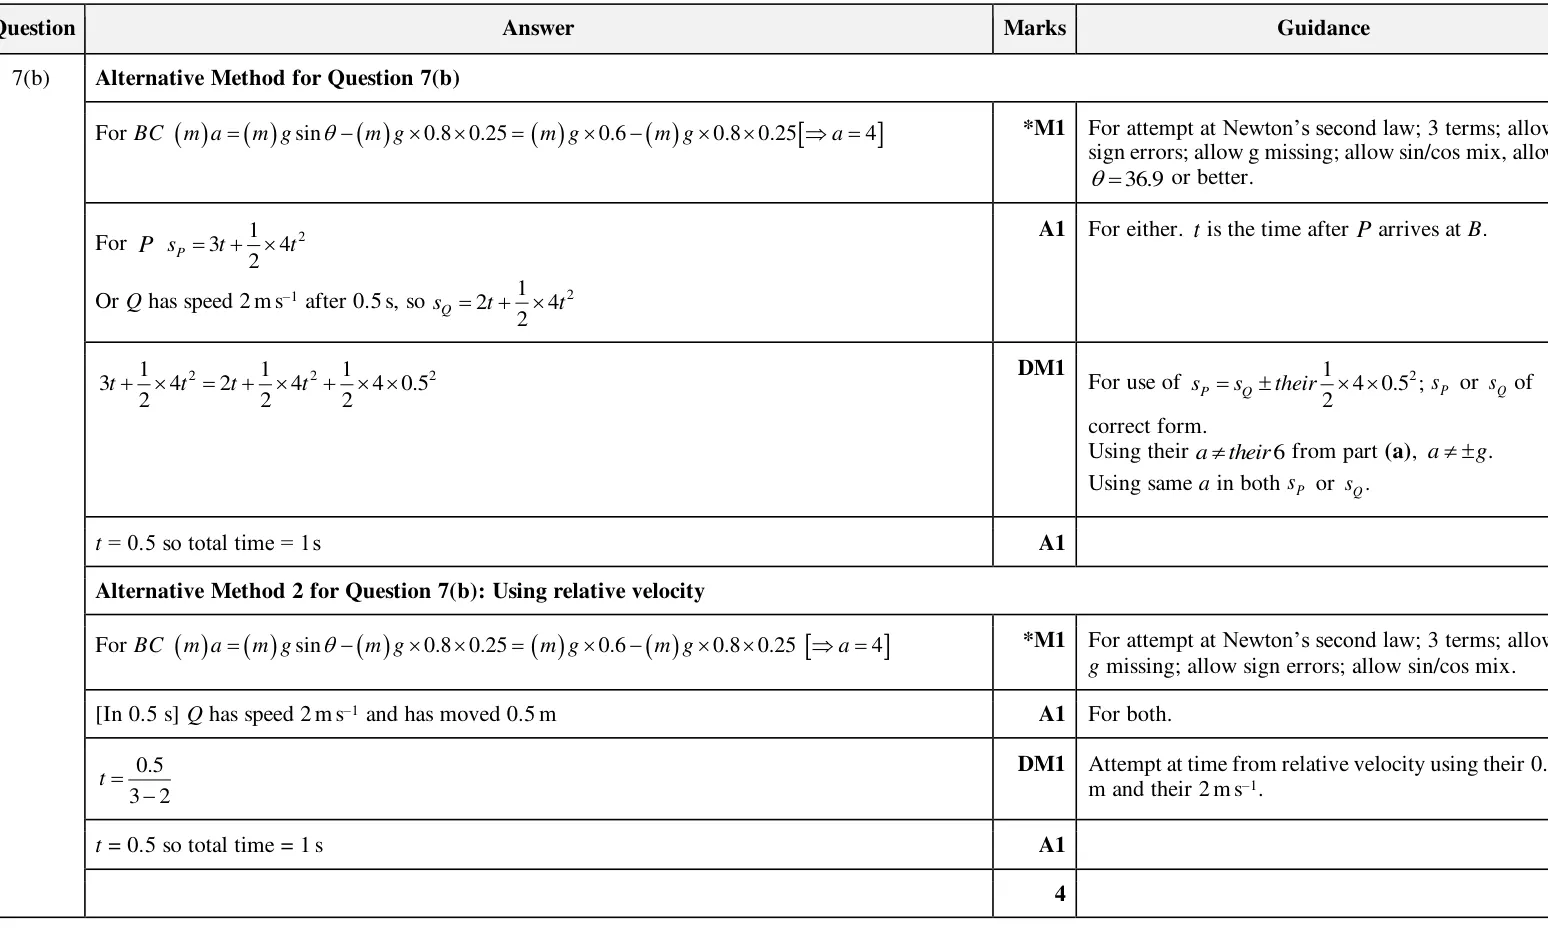 Question Answer Marks Guidance
7(b) Alternative Method for Question 7(b)
For BC (m)a = (m)g sinθ − (m)g × 0.8 × 0.25 = (m)g × 0.6 − (m)g × 0.8 × 0.25 [⇒ a = 4] *M1 For attempt at Newton’s second law; 3 terms; allow
sign errors; allow g missing; allow sin/cos mix, allow
θ = 36.9 or better.
For P s_P = 3t + 1/2 × 4t² A1 For either. t is the time after P arrives at B.
Or Q has speed 2 m s⁻¹ after 0.5 s, so s_Q = 2t + 1/2 × 4t²
3t + 1/2 × 4t² = 2t + 1/2 × 4t² + 1/2 × 4 × 0.5² DM1 For use of s_P = s_Q ± their 1/2 × 4 × 0.5²; s_P or s_Q of
correct form.
Using their a ≠ their 6 from part (a), a ≠ ±g.
Using same a in both s_P or s_Q.
t = 0.5 so total time = 1 s A1
Alternative Method 2 for Question 7(b): Using relative velocity
For BC (m)a = (m)g sinθ − (m)g × 0.8 × 0.25 = (m)g × 0.6 − (m)g × 0.8 × 0.25 [⇒ a = 4] *M1 For attempt at Newton’s second law; 3 terms; allow
g missing; allow sign errors; allow sin/cos mix.
[In 0.5 s] Q has speed 2 m s⁻¹ and has moved 0.5 m A1 For both.
t = 0.5/(3 − 2) DM1 Attempt at time from relative velocity using their 0.
m and their 2 m s⁻¹.
t = 0.5 so total time = 1 s A1
4